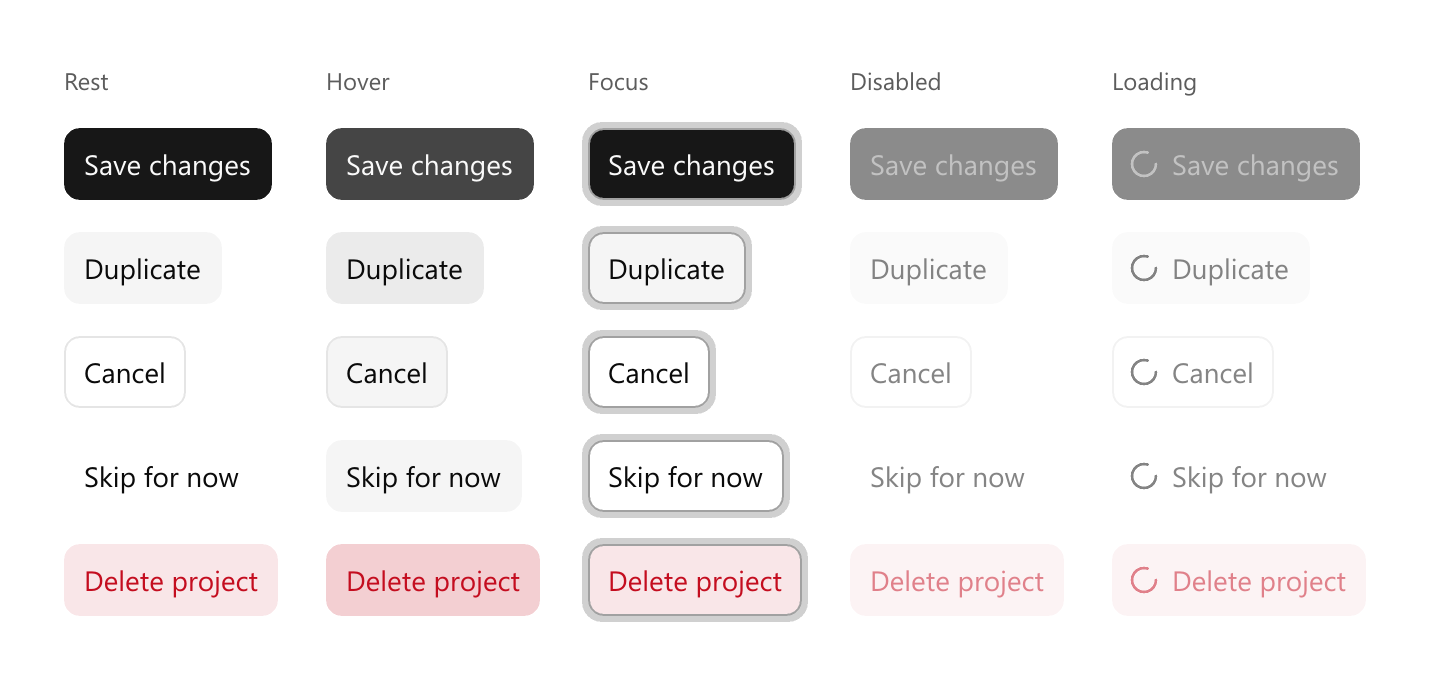 Rest Hover Focus Disabled Loading
Save changes Save changes Save changes Save changes Save changes
Duplicate Duplicate Duplicate Duplicate Duplicate
Cancel Cancel Cancel Cancel Cancel
Skip for now Skip for now Skip for now Skip for now Skip for now
Delete project Delete project Delete project Delete project Delete project